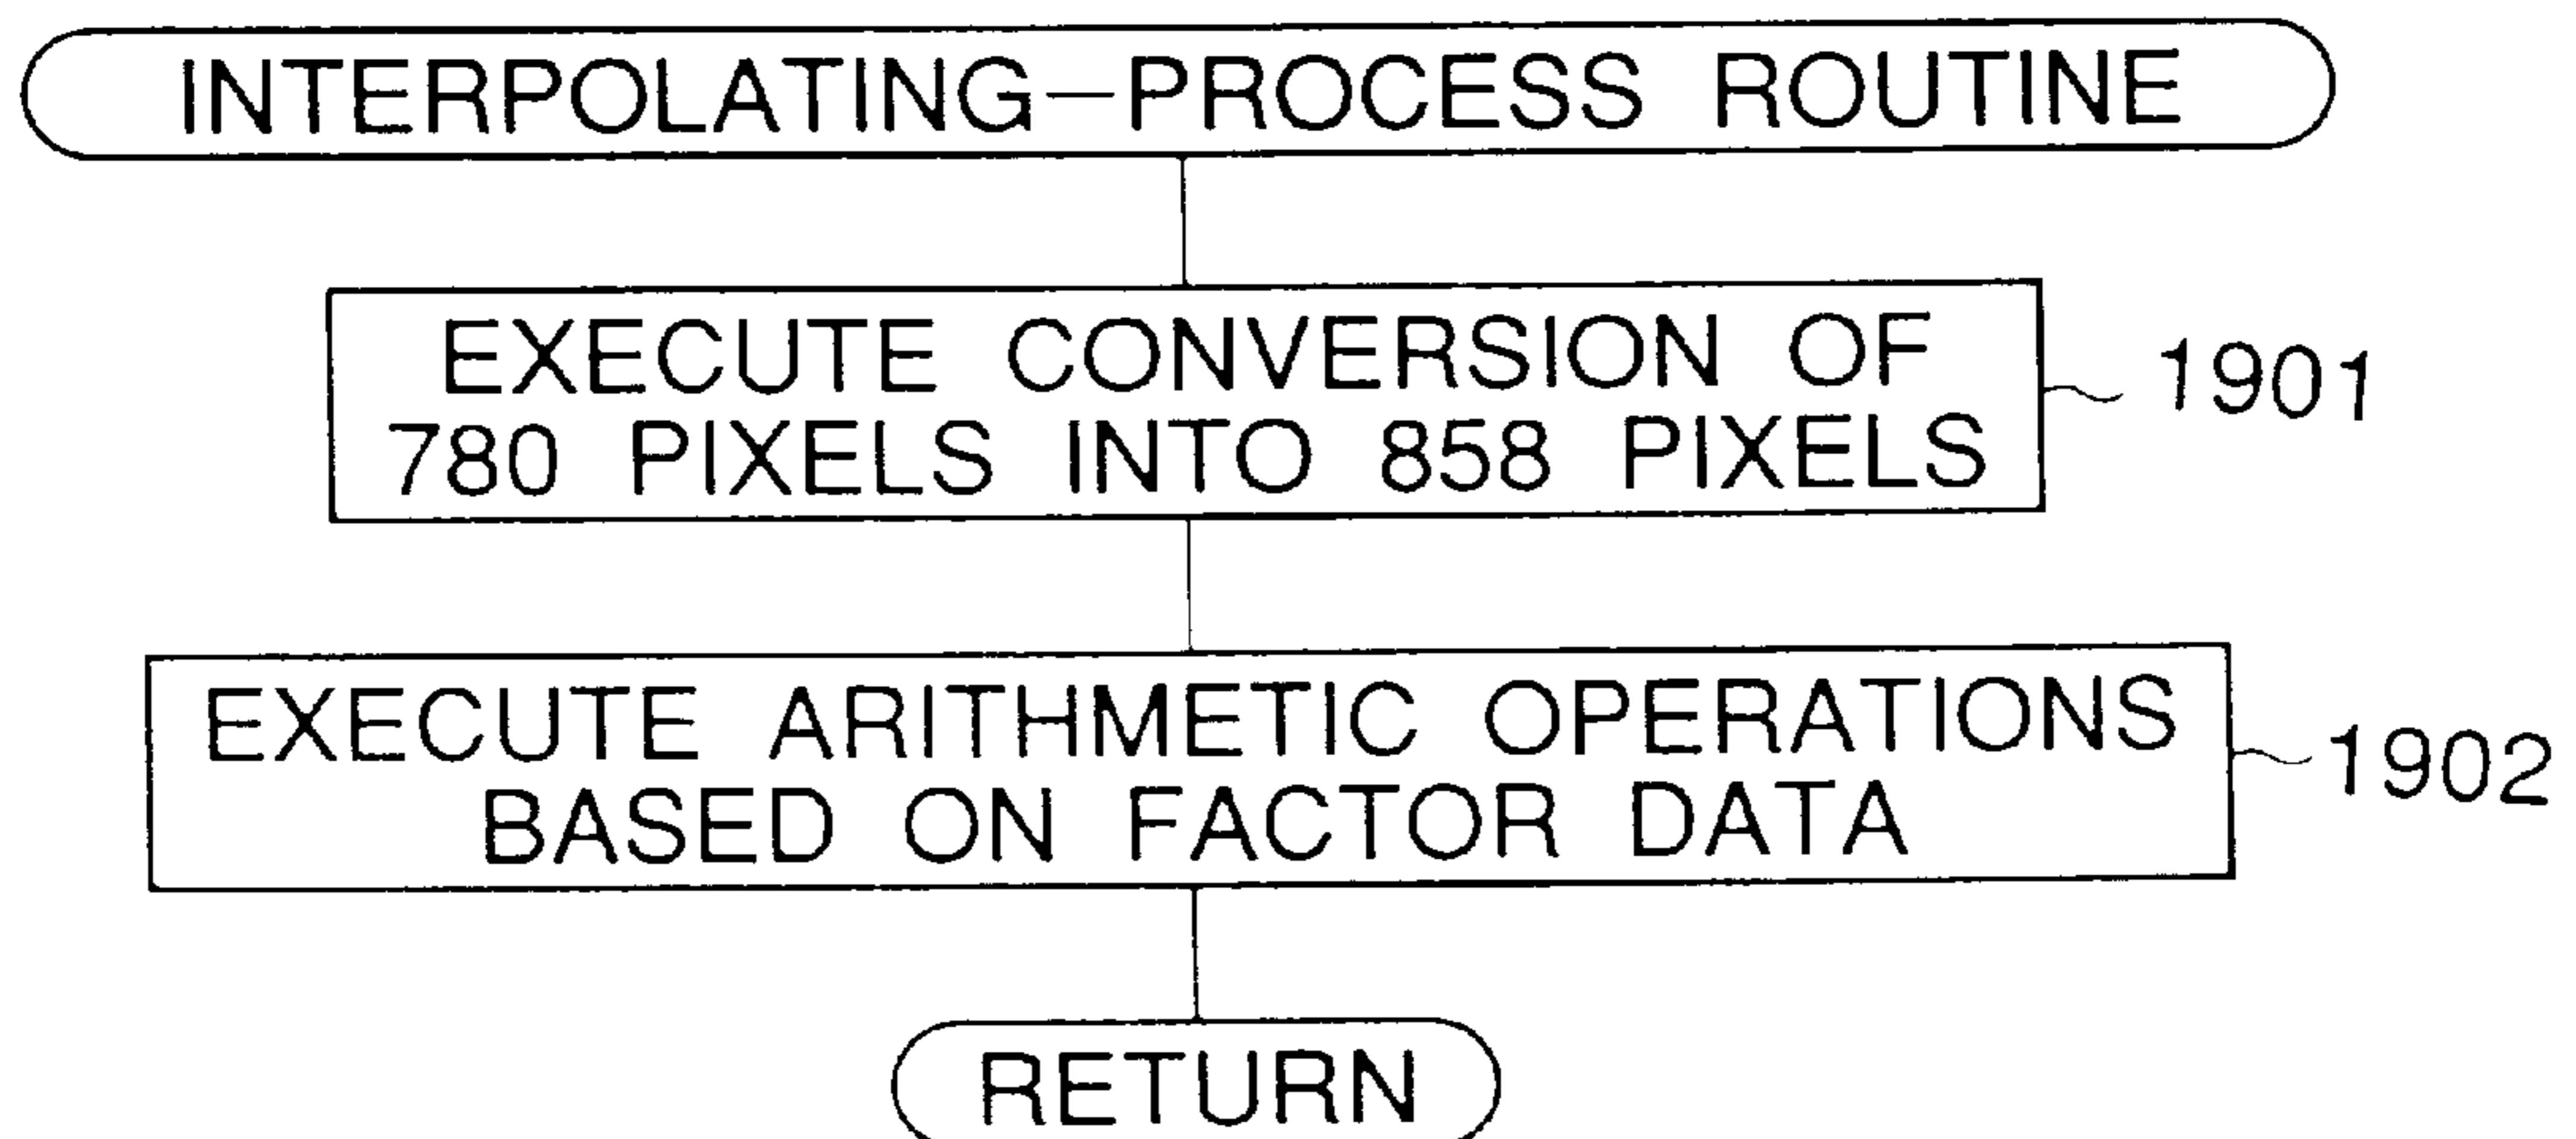 INTERPOLATING-PROCESS ROUTINE
EXECUTE CONVERSION OF
780 PIXELS INTO 858 PIXELS
1901
EXECUTE ARITHMETIC OPERATIONS
BASED ON FACTOR DATA
1902
RETURN